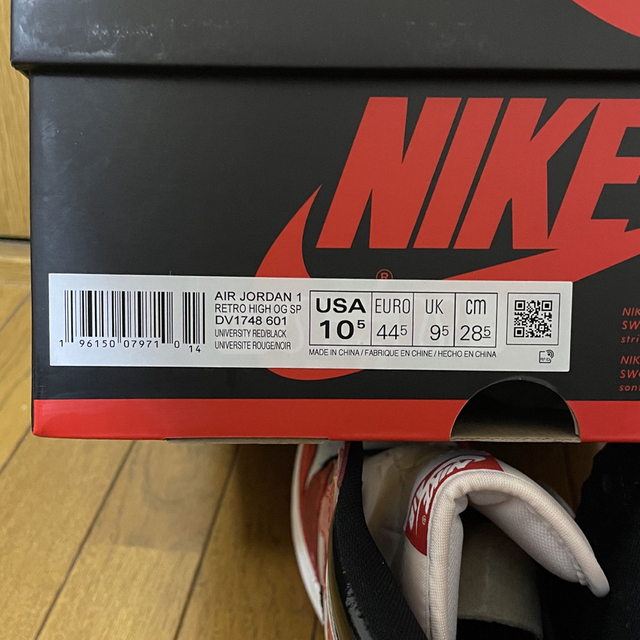 NIKE
®
AIR JORDAN 1
RETRO HIGH OG SP
DV1748 601
UNIVERSITY RED/BLACK
UNIVERSITE ROUGE/NOIR
1 96150 07971 0 14
USA
10⁵
EURO
44⁵
UK
9⁵
cm
28⁵
MADE IN CHINA / FABRIQUE EN CHINE / HECHO EN CHINA